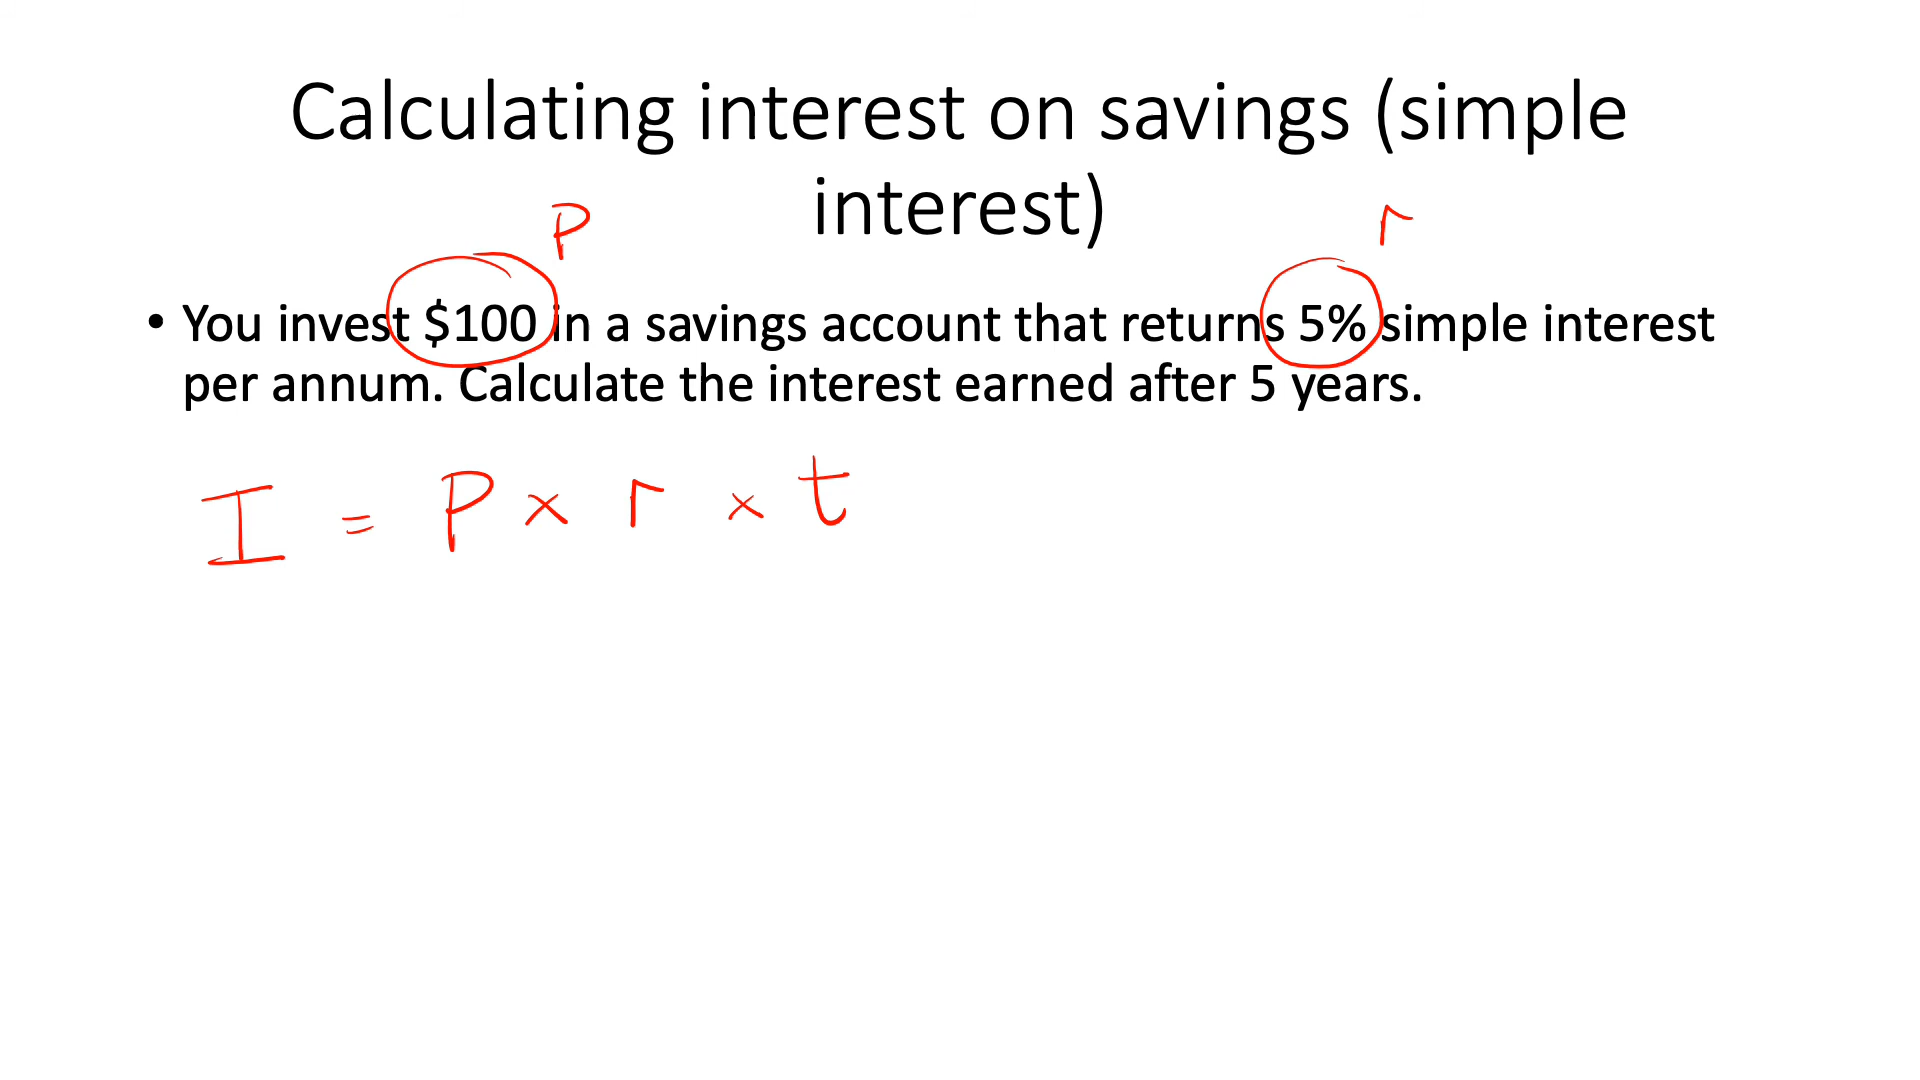 Calculating interest on savings (simple
interest)
P
r
• You invest $100 in a savings account that returns 5% simple interest
per annum. Calculate the interest earned after 5 years.
I = P × r × t